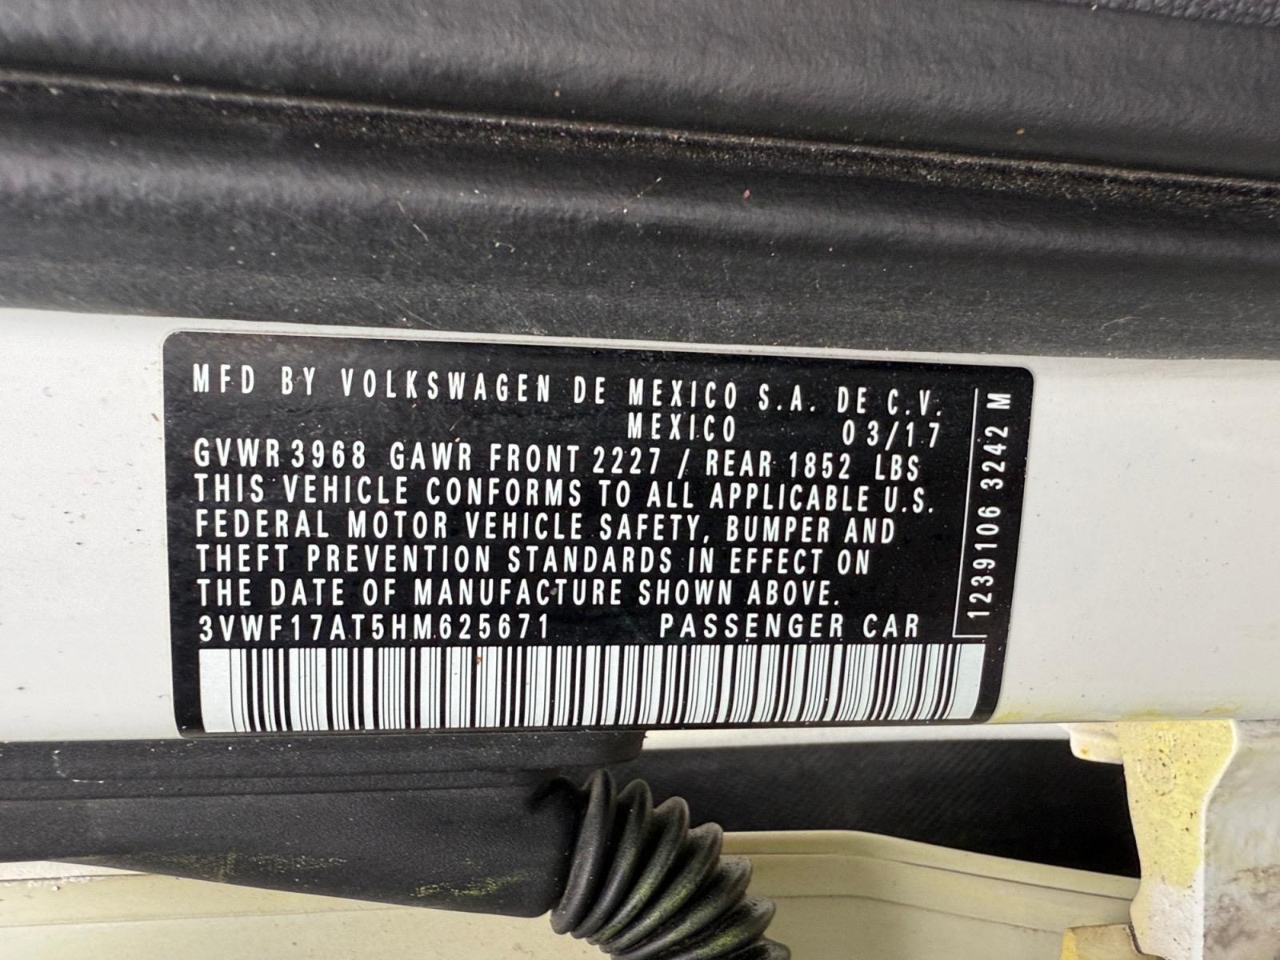 MFD BY VOLKSWAGEN DE MEXICO S.A. DE C.V.
MEXICO 03/17
GVWR 3968 GAWR FRONT 2227 / REAR 1852 LBS
THIS VEHICLE CONFORMS TO ALL APPLICABLE U.S.
FEDERAL MOTOR VEHICLE SAFETY, BUMPER AND
THEFT PREVENTION STANDARDS IN EFFECT ON
THE DATE OF MANUFACTURE SHOWN ABOVE.
3VWF17AT5HM625671 PASSENGER CAR
1239106 3242 M